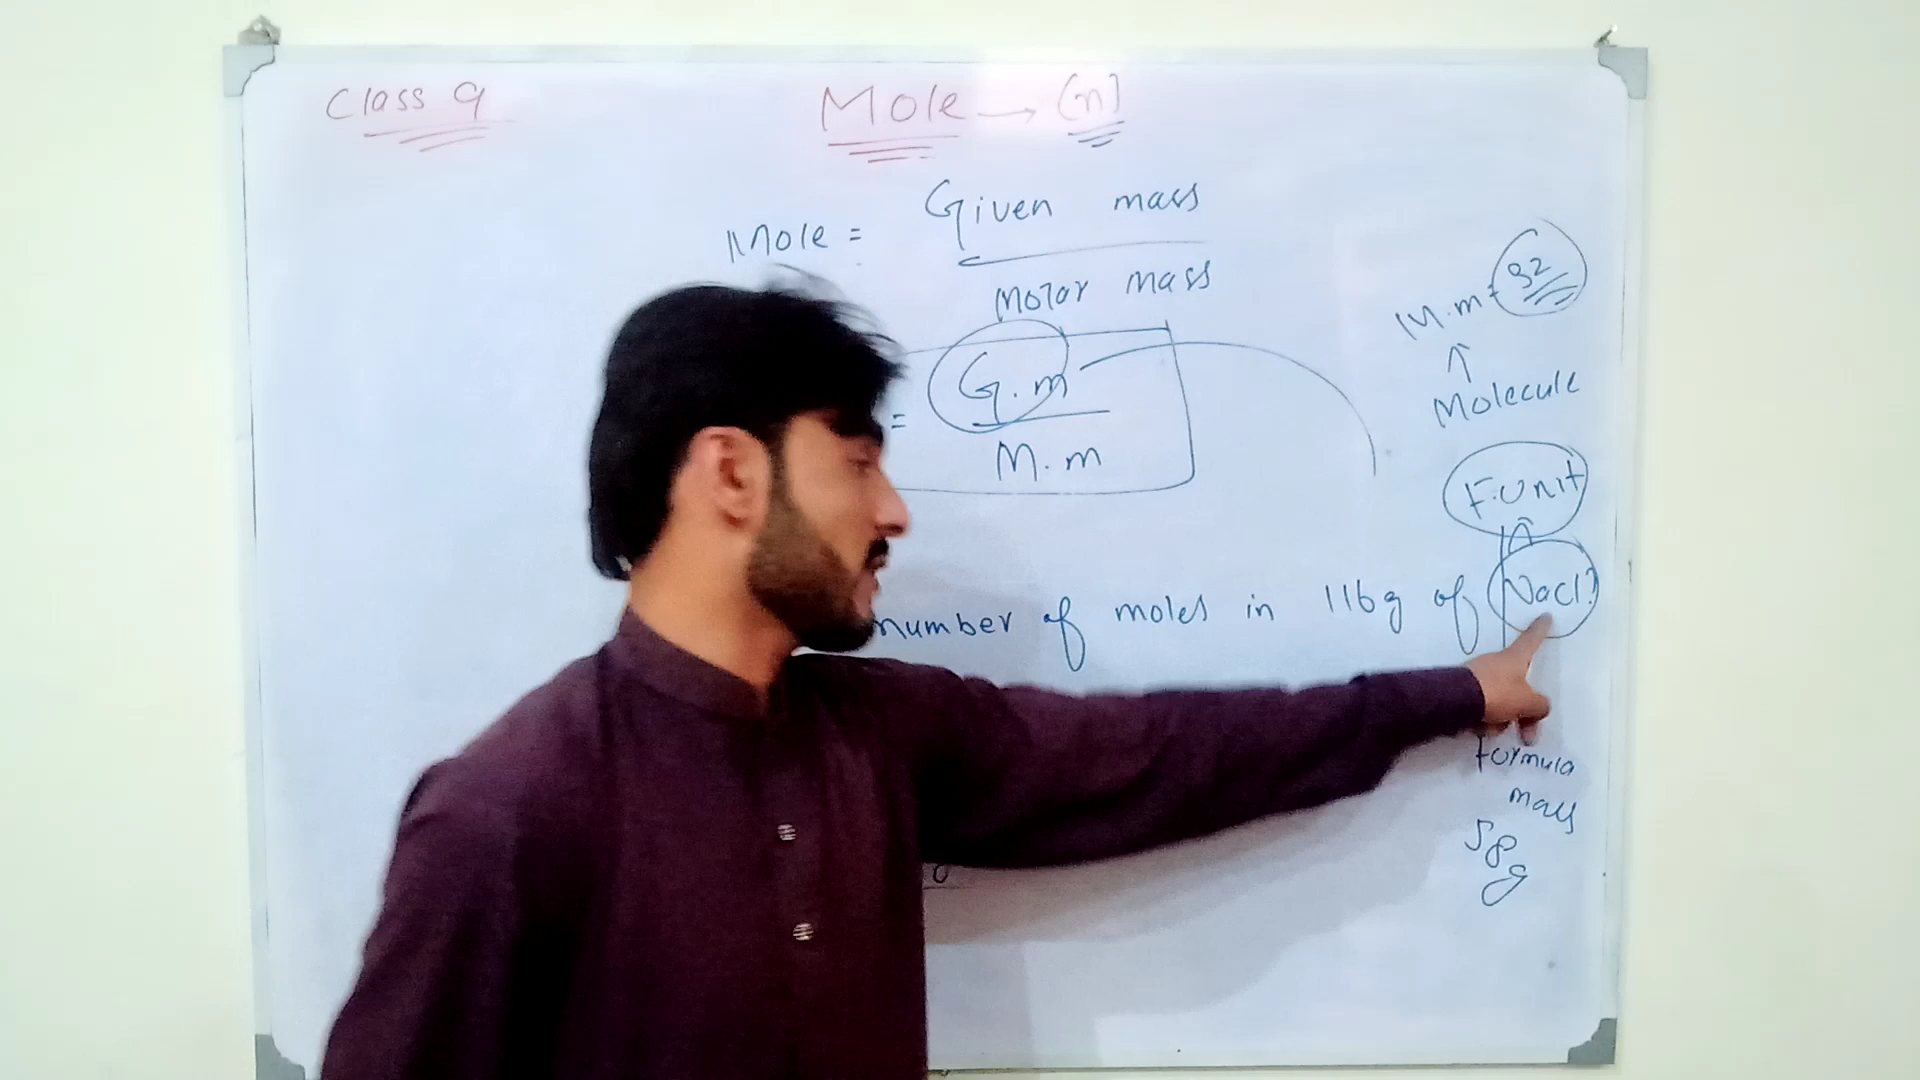 Class 9
Mole → (n)
Mole = Given mass
Molar mass
= G.m
M.m
M.m = 32
↑
Molecule
F.Unit
↑
number of moles in 116g of Nacl?
Formula
mass
58g